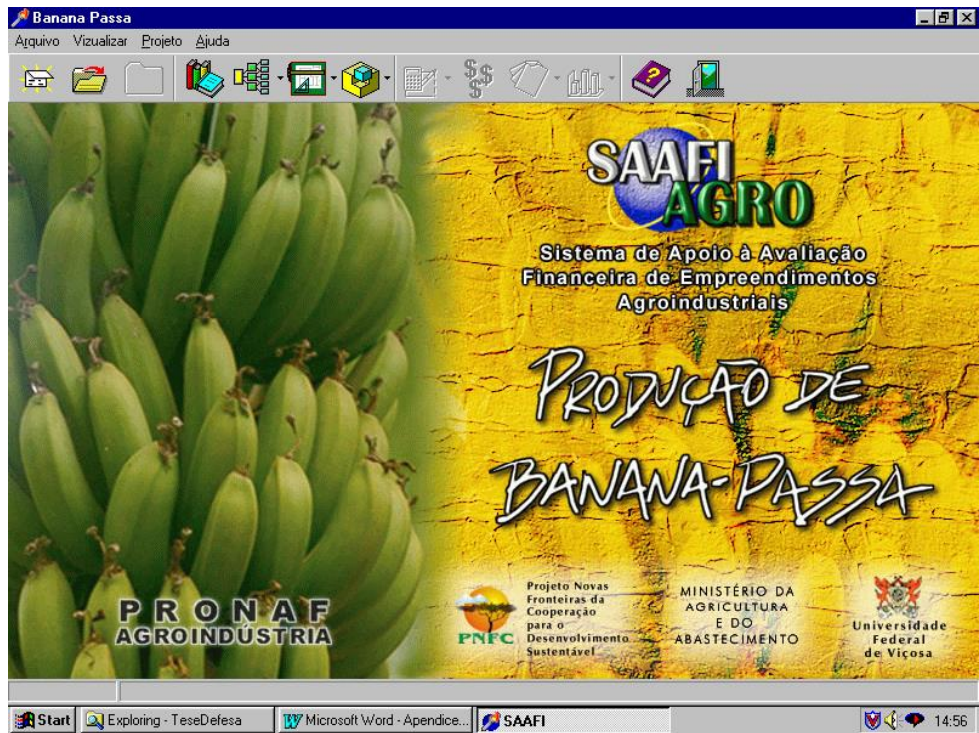 Banana Passa
Arquivo Vizualizar Projeto Ajuda
SAAFI
AGRO
Sistema de Apoio à Avaliação
Financeira de Empreendimentos
Agroindustriais
PRODUÇÃO DE
BANANA-PASSA
PRONAF
AGROINDÚSTRIA
PNFC
Projeto Novas
Fronteiras da
Cooperação
para o
Desenvolvimento
Sustentável
MINISTÉRIO DA
AGRICULTURA
E DO
ABASTECIMENTO
Universidade
Federal
de Viçosa
Start Exploring - TeseDefesa Microsoft Word - Apendice... SAAFI 14:56